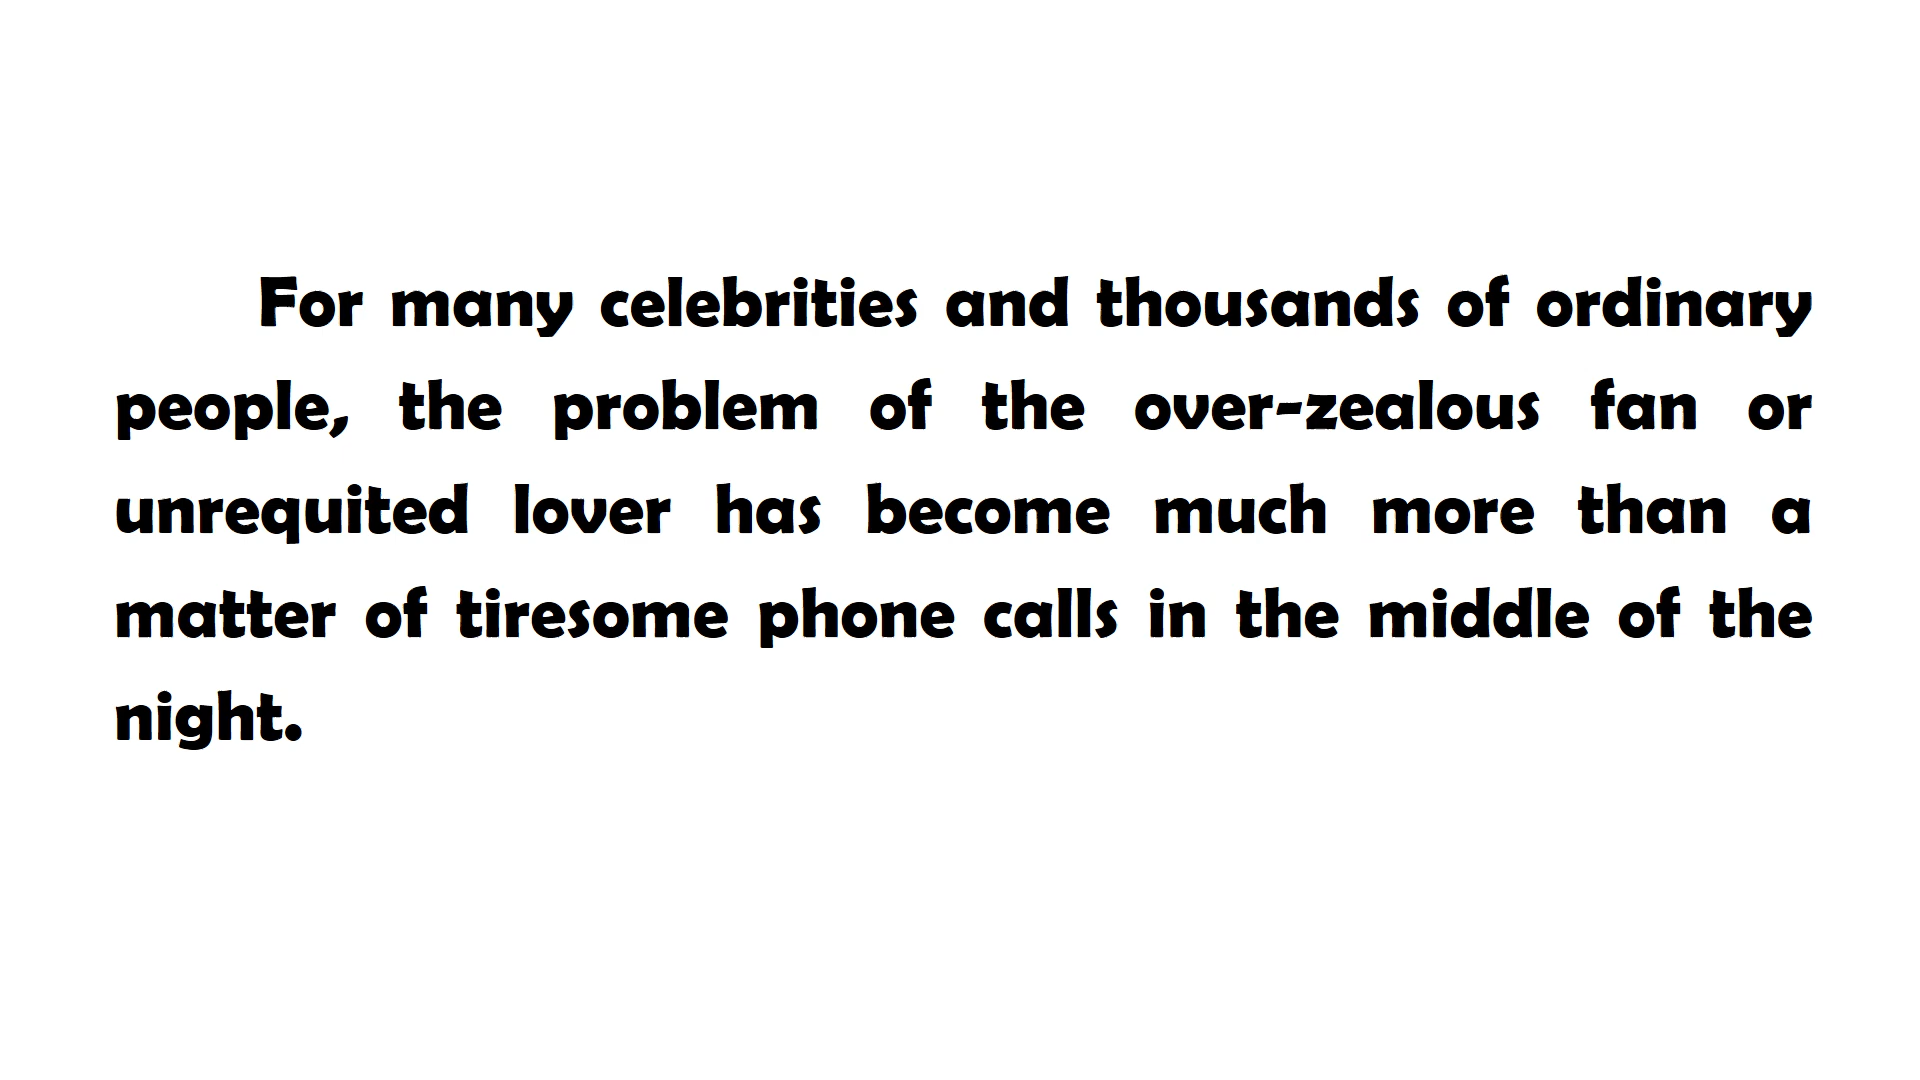 For many celebrities and thousands of ordinary
people, the problem of the over-zealous fan or
unrequited lover has become much more than a
matter of tiresome phone calls in the middle of the
night.